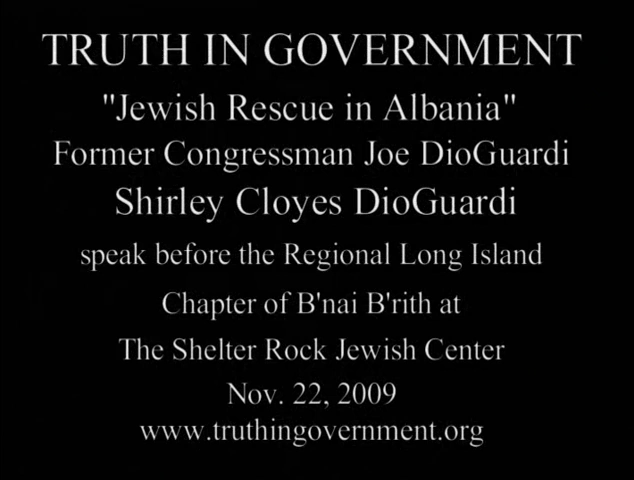 TRUTH IN GOVERNMENT
"Jewish Rescue in Albania"
Former Congressman Joe DioGuardi
Shirley Cloyes DioGuardi
speak before the Regional Long Island
Chapter of B'nai B'rith at
The Shelter Rock Jewish Center
Nov. 22, 2009
www.truthingovernment.org